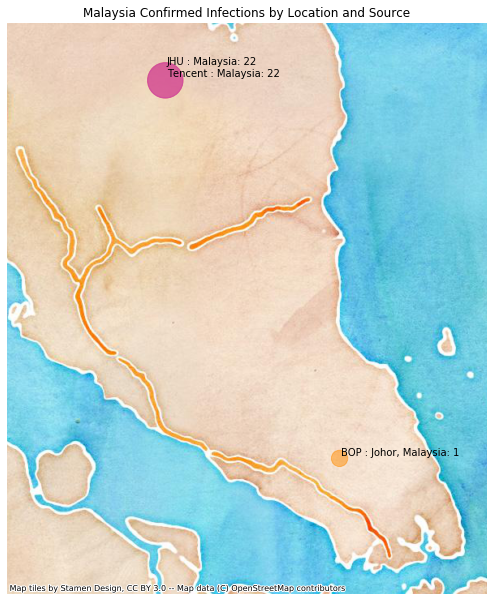 Malaysia Confirmed Infections by Location and Source
JHU : Malaysia: 22
Tencent : Malaysia: 22
BOP : Johor, Malaysia: 1
Map tiles by Stamen Design, CC BY 3.0 -- Map data (C) OpenStreetMap contributors